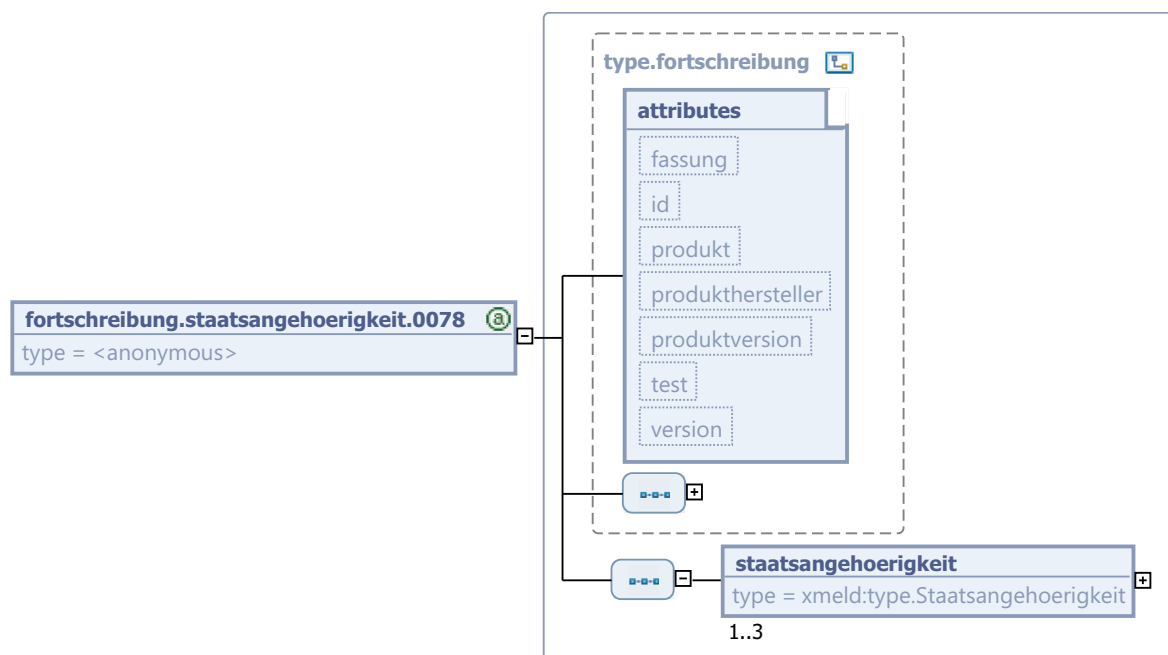 type.fortschreibung
attributes
fassung
id
produkt
produkthersteller
produktversion
test
version
fortschreibung.staatsangehoerigkeit.0078 a
type = <anonymous>
staatsangehoerigkeit
type = xmeld:type.Staatsangehoerigkeit
1..3